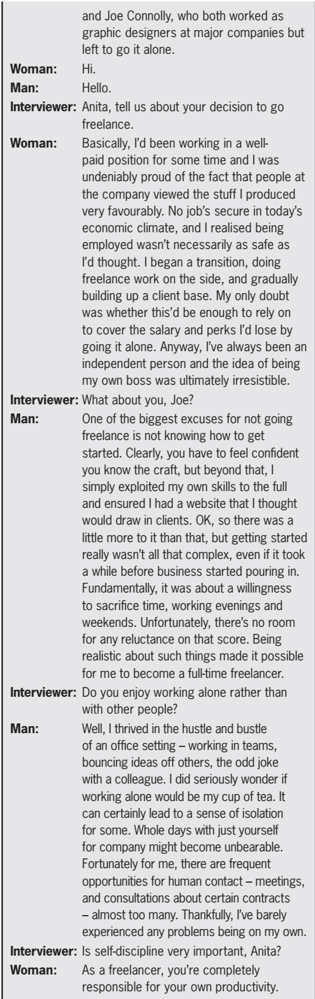 and Joe Connolly, who both worked as
graphic designers at major companies but
left to go it alone.
Woman: Hi.
Man: Hello.
Interviewer: Anita, tell us about your decision to go
freelance.
Woman: Basically, I'd been working in a well-
paid position for some time and I was
undeniably proud of the fact that people at
the company viewed the stuff I produced
very favourably. No job's secure in today's
economic climate, and I realised being
employed wasn't necessarily as safe as
I'd thought. I began a transition, doing
freelance work on the side, and gradually
building up a client base. My only doubt
was whether this'd be enough to rely on
to cover the salary and perks I'd lose by
going it alone. Anyway, I've always been an
independent person and the idea of being
my own boss was ultimately irresistible.
Interviewer: What about you, Joe?
Man: One of the biggest excuses for not going
freelance is not knowing how to get
started. Clearly, you have to feel confident
you know the craft, but beyond that, I
simply exploited my own skills to the full
and ensured I had a website that I thought
would draw in clients. OK, so there was a
little more to it than that, but getting started
really wasn't all that complex, even if it took
a while before business started pouring in.
Fundamentally, it was about a willingness
to sacrifice time, working evenings and
weekends. Unfortunately, there's no room
for any reluctance on that score. Being
realistic about such things made it possible
for me to become a full-time freelancer.
Interviewer: Do you enjoy working alone rather than
with other people?
Man: Well, I thrived in the hustle and bustle
of an office setting – working in teams,
bouncing ideas off others, the odd joke
with a colleague. I did seriously wonder if
working alone would be my cup of tea. It
can certainly lead to a sense of isolation
for some. Whole days with just yourself
for company might become unbearable.
Fortunately for me, there are frequent
opportunities for human contact – meetings,
and consultations about certain contracts
– almost too many. Thankfully, I've barely
experienced any problems being on my own.
Interviewer: Is self-discipline very important, Anita?
Woman: As a freelancer, you're completely
responsible for your own productivity.